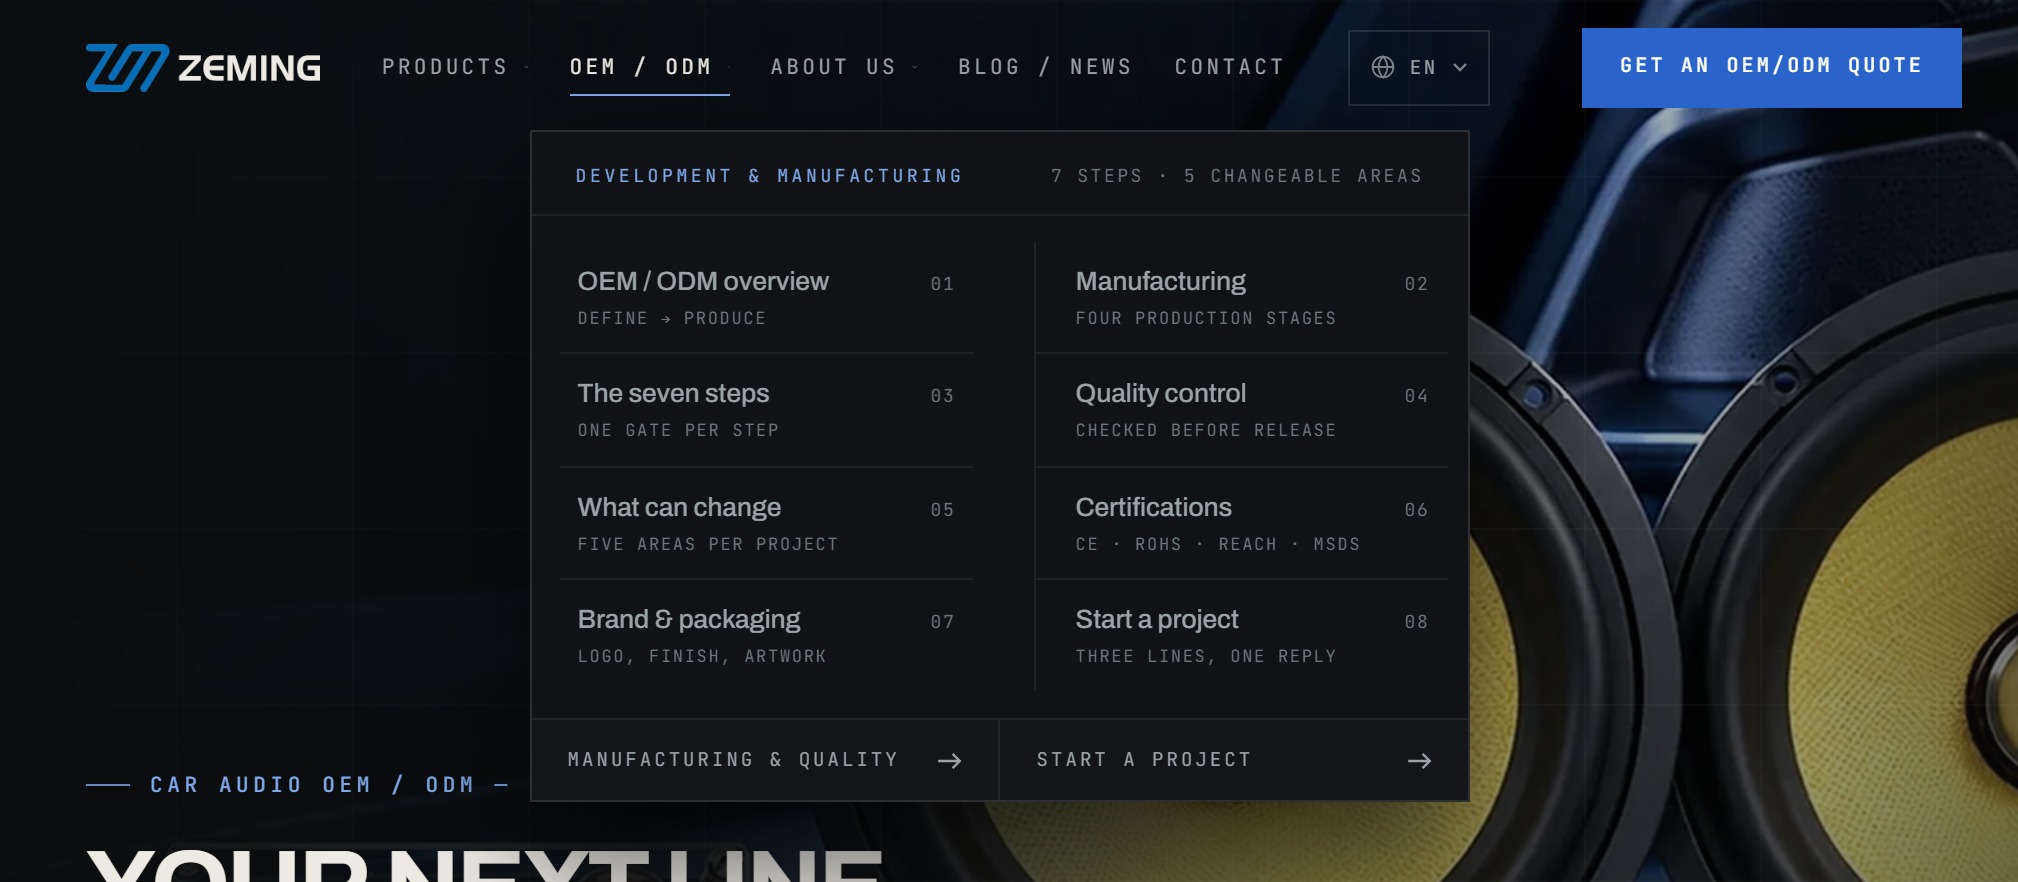 ZEMING
PRODUCTS
OEM / ODM
ABOUT US
BLOG / NEWS
CONTACT
EN
GET AN OEM/ODM QUOTE
DEVELOPMENT & MANUFACTURING
7 STEPS · 5 CHANGEABLE AREAS
OEM / ODM overview 01
DEFINE → PRODUCE
Manufacturing 02
FOUR PRODUCTION STAGES
The seven steps 03
ONE GATE PER STEP
Quality control 04
CHECKED BEFORE RELEASE
What can change 05
FIVE AREAS PER PROJECT
Certifications 06
CE · ROHS · REACH · MSDS
Brand & packaging 07
LOGO, FINISH, ARTWORK
Start a project 08
THREE LINES, ONE REPLY
MANUFACTURING & QUALITY →
START A PROJECT →
— CAR AUDIO OEM / ODM —
YOUR NEXT LINE